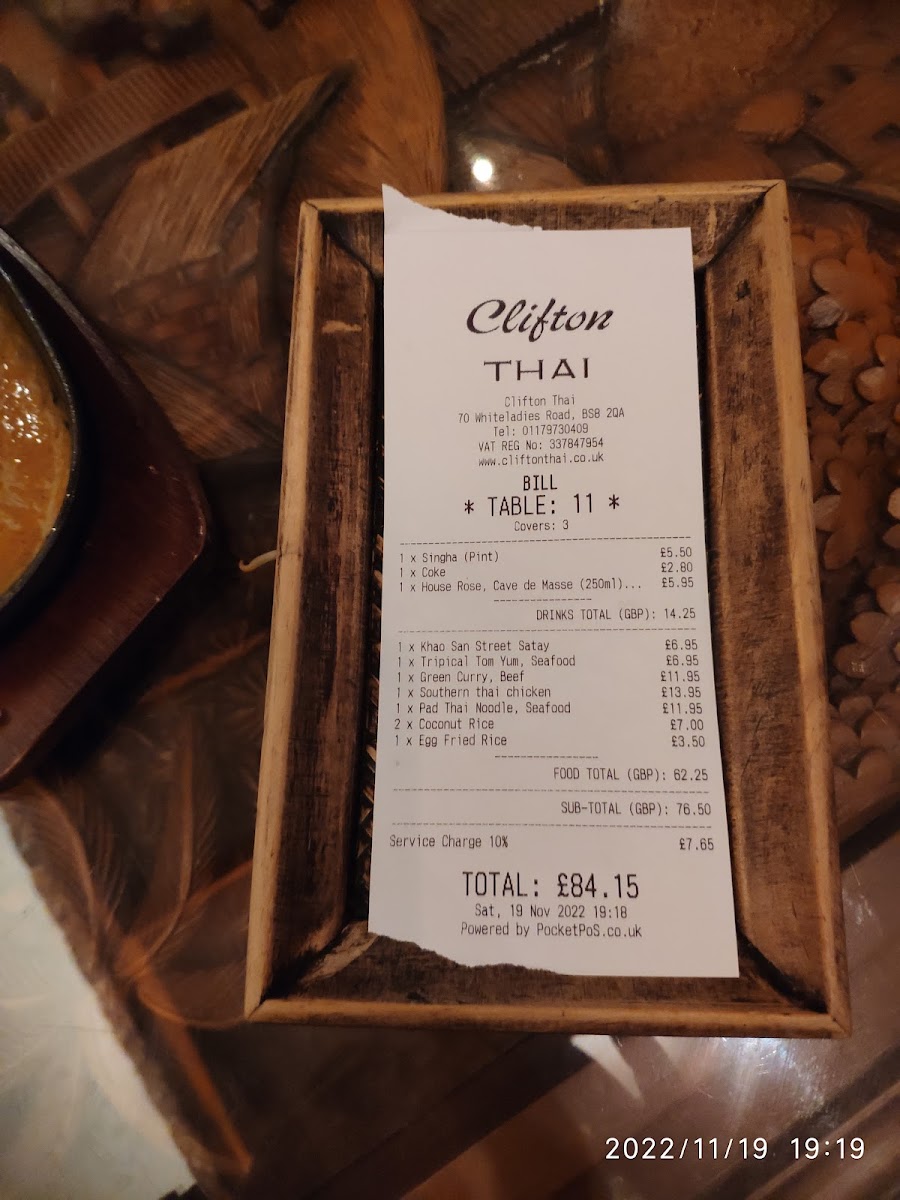 Clifton
THAI
Clifton Thai
70 Whiteladies Road, BS8 2QA
Tel: 01179730409
VAT REG No: 337847954
www.cliftonthai.co.uk
BILL
* TABLE: 11 *
Covers: 3
1 x Singha (Pint) £5.50
1 x Coke £2.80
1 x House Rose, Cave de Masse (250ml)... £5.95
DRINKS TOTAL (GBP): 14.25
1 x Khao San Street Satay £6.95
1 x Tripical Tom Yum, Seafood £6.95
1 x Green Curry, Beef £11.95
1 x Southern thai chicken £13.95
1 x Pad Thai Noodle, Seafood £11.95
2 x Coconut Rice £7.00
1 x Egg Fried Rice £3.50
FOOD TOTAL (GBP): 62.25
SUB-TOTAL (GBP): 76.50
Service Charge 10% £7.65
TOTAL: £84.15
Sat, 19 Nov 2022 19:18
Powered by PocketPoS.co.uk
2022/11/19 19:19